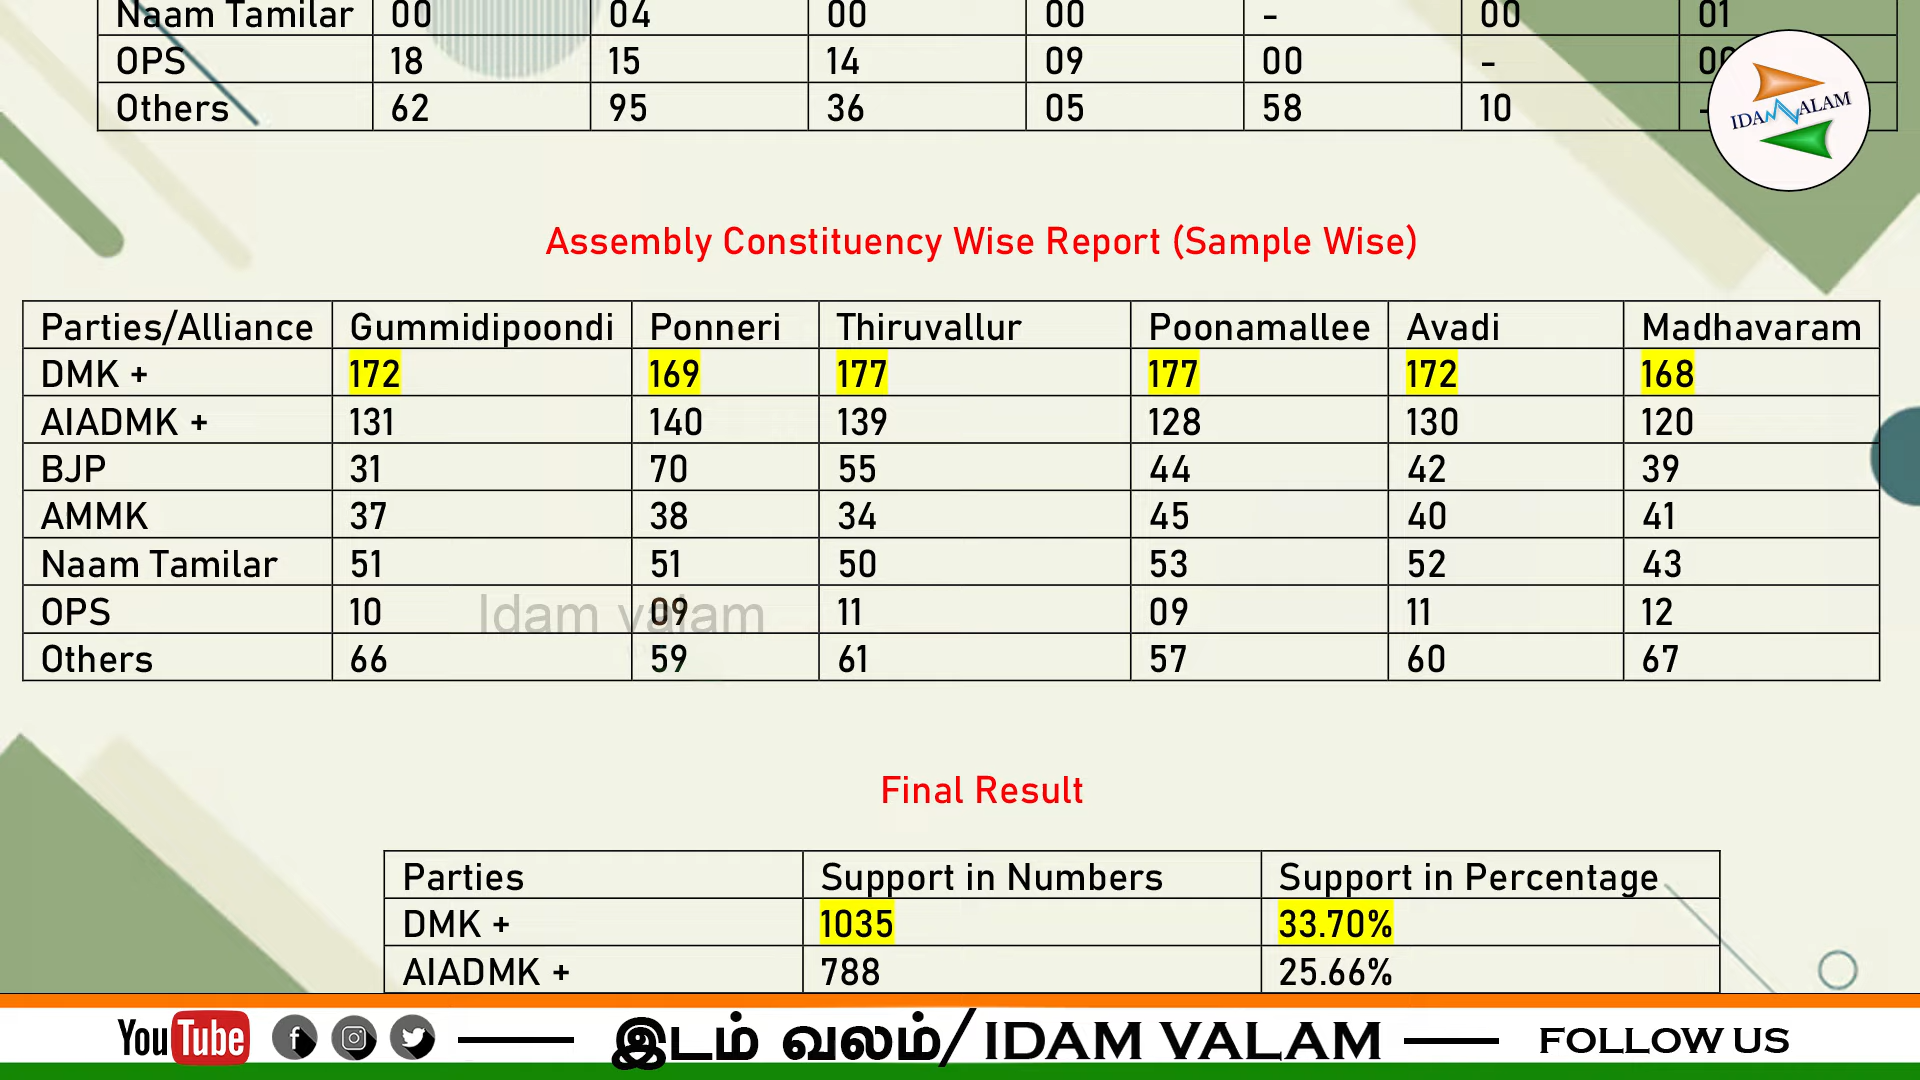 Naam Tamilar 00 04 00 00 - 00 01
OPS 18 15 14 09 00 -
Others 62 95 36 05 58 10
IDAM VALAM
Assembly Constituency Wise Report (Sample Wise)
Parties/Alliance Gummidipoondi Ponneri Thiruvallur Poonamallee Avadi Madhavaram
DMK + 172 169 177 177 172 168
AIADMK + 131 140 139 128 130 120
BJP 31 70 55 44 42 39
AMMK 37 38 34 45 40 41
Naam Tamilar 51 51 50 53 52 43
OPS 10 09 11 09 11 12
Idam valam
Others 66 59 61 57 60 67
Final Result
Parties Support in Numbers Support in Percentage
DMK + 1035 33.70%
AIADMK + 788 25.66%
YouTube இடம் வலம்/ IDAM VALAM FOLLOW US